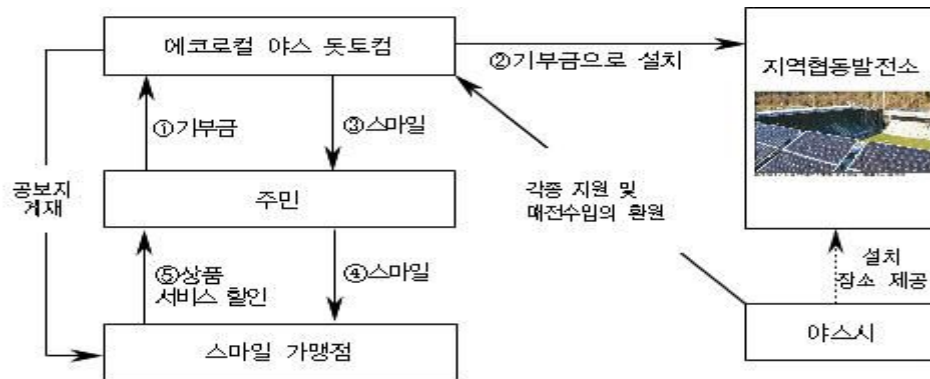 에코로컬 야스 돗토컴
②기부금으로 설치
지역협동발전소
①기부금
③스마일
공보지
게재
주민
각종 지원 및
매전수입의 환원
⑤상품
서비스 할인
④스마일
설치
장소 제공
스마일 가맹점
야스시